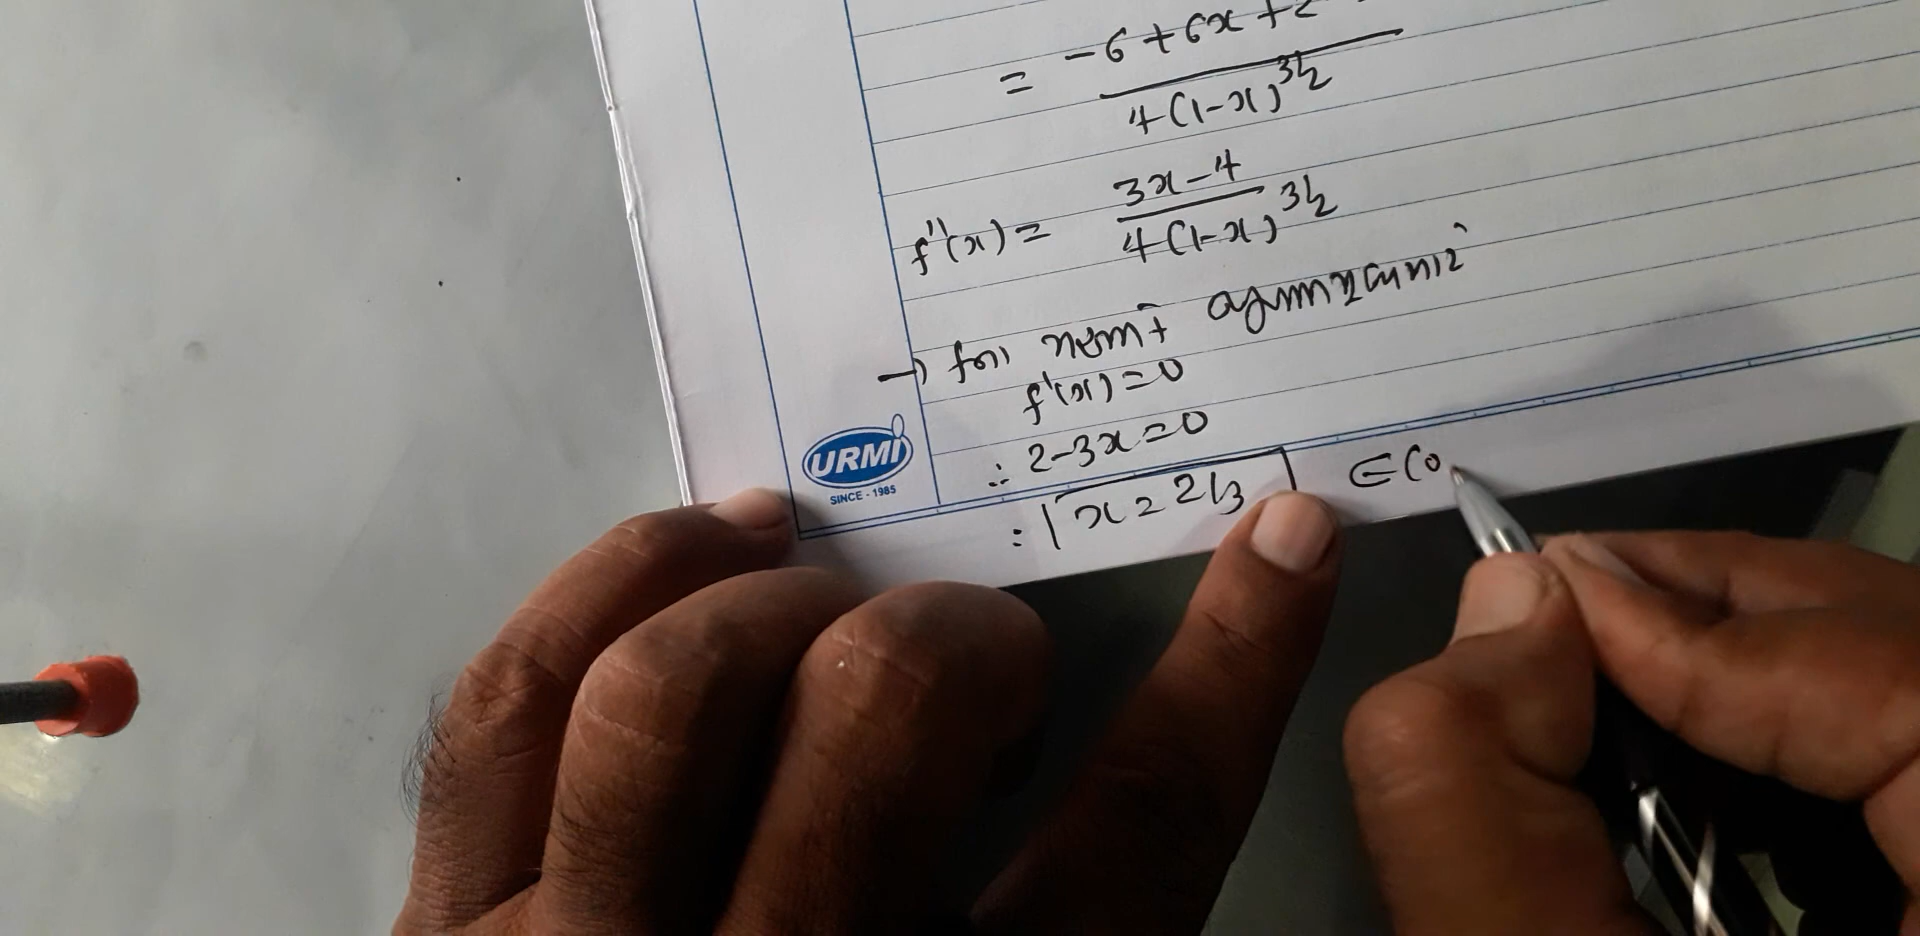 = -6 + 6x + 2
4(1-x)^3/2
f''(x) = 3x-4
4(1-x)^3/2
f'(x) = 0
∴ 2-3x = 0
∴ x = 2/3 ∈ (0
URMI
SINCE - 1985